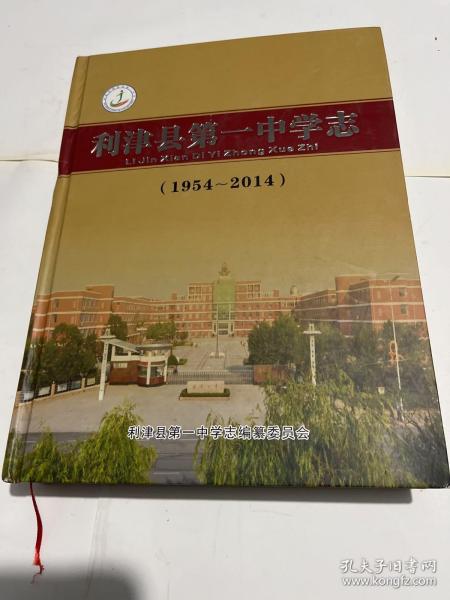 利津县第一中学志
Li Jin Xian Di Yi Zhong Xue Zhi
（1954～2014）
利津县第一中学志编纂委员会
孔夫子旧书网
www.kongfz.com